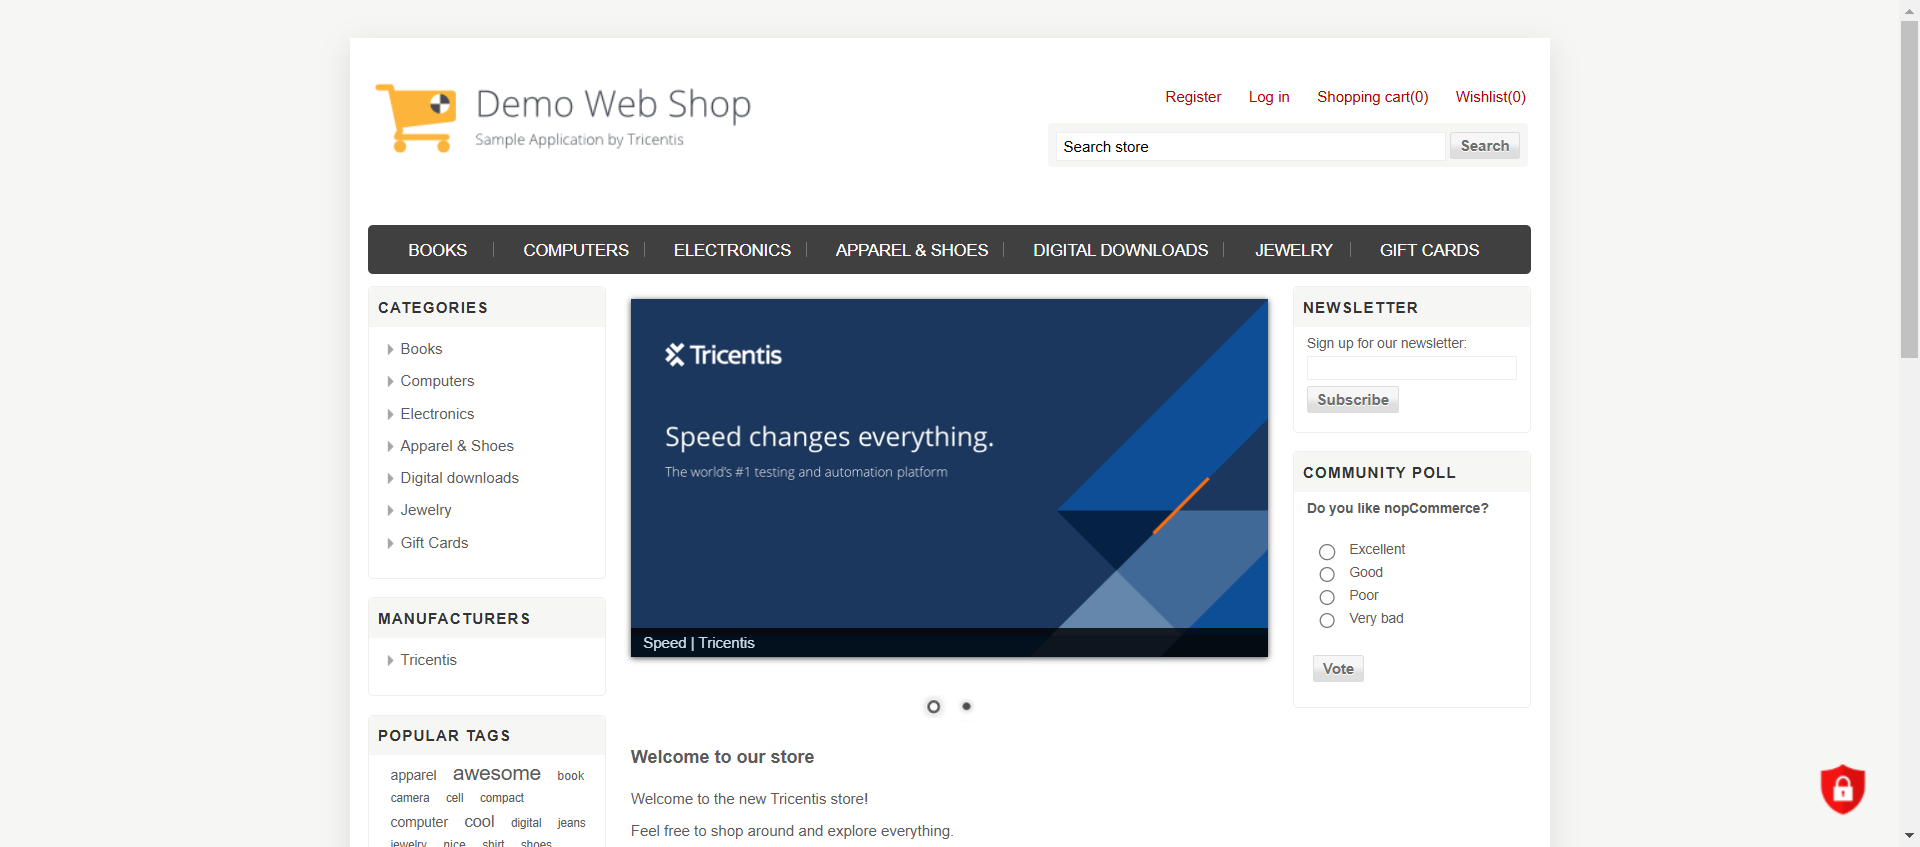 Demo Web Shop
Sample Application by Tricentis
Register Log in Shopping cart(0) Wishlist(0)
Search store Search
BOOKS COMPUTERS ELECTRONICS APPAREL & SHOES DIGITAL DOWNLOADS JEWELRY GIFT CARDS
CATEGORIES
Books
Computers
Electronics
Apparel & Shoes
Digital downloads
Jewelry
Gift Cards
MANUFACTURERS
Tricentis
POPULAR TAGS
apparel awesome book
camera cell compact
computer cool digital jeans
jewelry nice shirt shoes
Tricentis
Speed changes everything.
The world's #1 testing and automation platform
Speed | Tricentis
Welcome to our store
Welcome to the new Tricentis store!
Feel free to shop around and explore everything.
NEWSLETTER
Sign up for our newsletter:
Subscribe
COMMUNITY POLL
Do you like nopCommerce?
Excellent
Good
Poor
Very bad
Vote